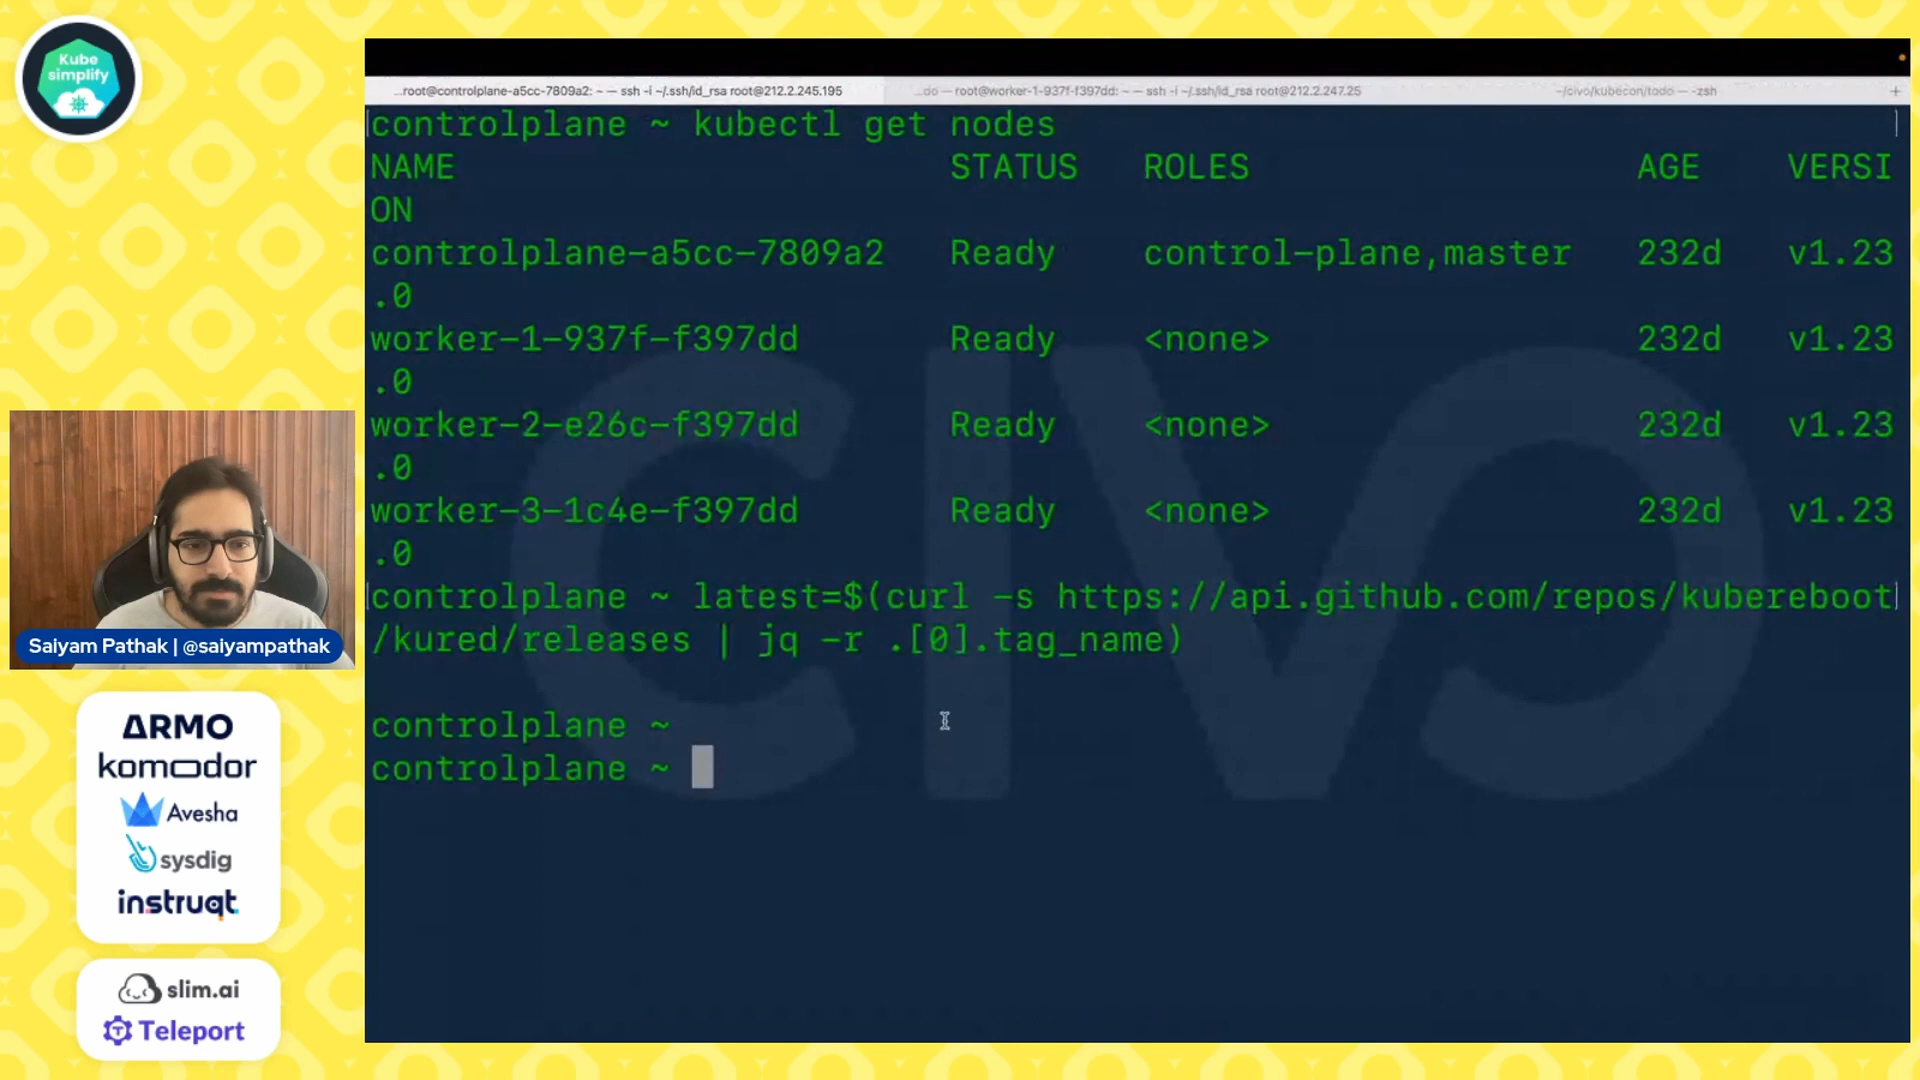 Kube
simplify
...root@controlplane-a5cc-7809a2: ~ — ssh -i ~/.ssh/id_rsa root@212.2.245.195
...do — root@worker-1-937f-f397dd: ~ — ssh -i ~/.ssh/id_rsa root@212.2.247.25
~/civo/kubecon/todo — -zsh
+
controlplane ~ kubectl get nodes
NAME STATUS ROLES AGE VERSI
ON
controlplane-a5cc-7809a2 Ready control-plane,master 232d v1.23
.0
worker-1-937f-f397dd Ready <none> 232d v1.23
.0
worker-2-e26c-f397dd Ready <none> 232d v1.23
.0
worker-3-1c4e-f397dd Ready <none> 232d v1.23
.0
controlplane ~ latest=$(curl -s https://api.github.com/repos/kubereboot
/kured/releases | jq -r .[0].tag_name)
controlplane ~
controlplane ~
CIVO
Saiyam Pathak | @saiyampathak
ARMO
komodor
Avesha
sysdig
instruqt
slim.ai
Teleport